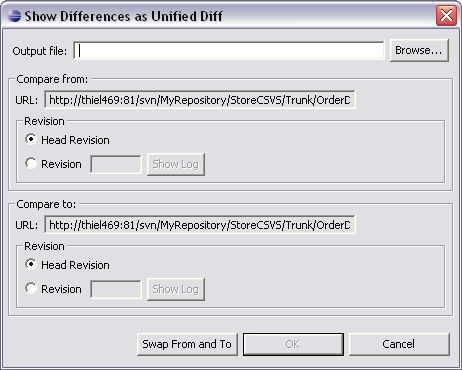 Show Differences as Unified Diff
Output file:
Browse...
Compare from:
URL: http://thiel469:81/svn/MyRepository/StoreCSVS/Trunk/OrderD
Revision
Head Revision
Revision Show Log
Compare to:
URL: http://thiel469:81/svn/MyRepository/StoreCSVS/Trunk/OrderD
Revision
Head Revision
Revision Show Log
Swap From and To OK Cancel